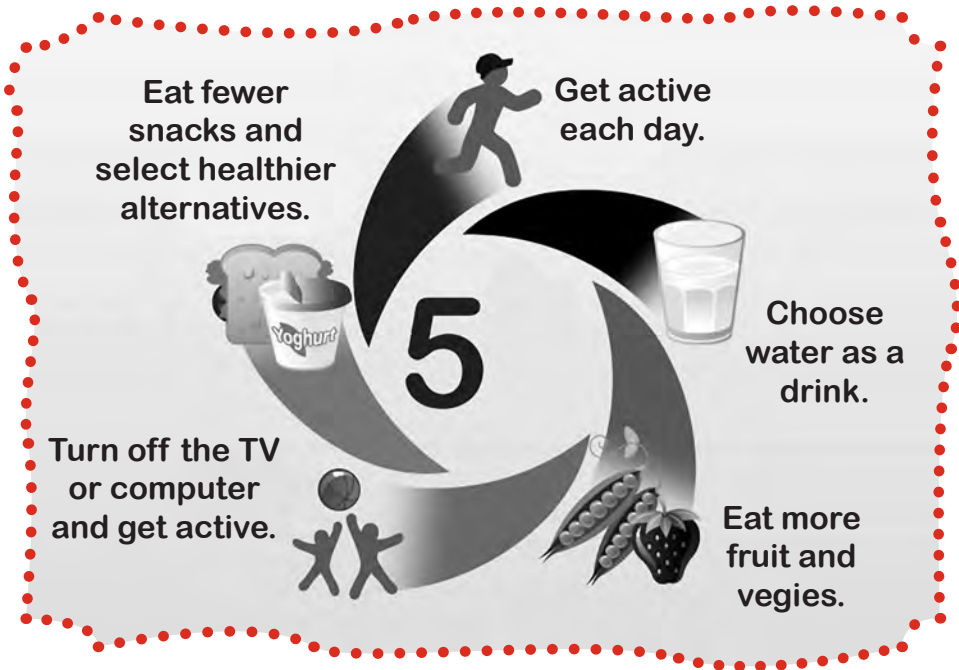 Get active
each day.
Choose
water as a
drink.
Eat more
fruit and
vegies.
Turn off the TV
or computer
and get active.
Eat fewer
snacks and
select healthier
alternatives.
Yoghurt
5